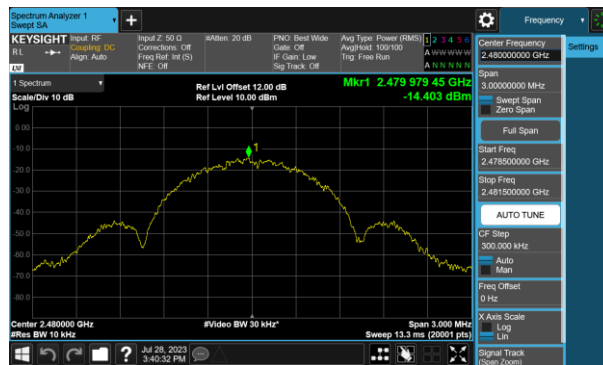 Spectrum Analyzer 1
Swept SA
+
Frequency
KEYSIGHT
RL
LXI
Input: RF
Coupling: DC
Align: Auto
Input Z: 50 Ω
Corrections: Off
Freq Ref: Int (S)
NFE: Off
#Atten: 20 dB
PNO: Best Wide
Gate: Off
IF Gain: Low
Sig Track: Off
Avg Type: Power (RMS)
Avg|Hold: 100/100
Trig: Free Run
1 2 3 4 5 6
A W W W W W
A N N N N N
1 Spectrum
Scale/Div 10 dB
Log
Ref Lvl Offset 12.00 dB
Ref Level 10.00 dBm
Mkr1 2.479 979 45 GHz
-14.403 dBm
1
0.00
-10.0
-20.0
-30.0
-40.0
-50.0
-60.0
-70.0
-80.0
Center 2.480000 GHz
#Res BW 10 kHz
#Video BW 30 kHz*
Span 3.000 MHz
Sweep 13.3 ms (20001 pts)
?
Jul 28, 2023
3:40:32 PM
Center Frequency
2.480000000 GHz
Settings
Span
3.00000000 MHz
Swept Span
Zero Span
Full Span
Start Freq
2.478500000 GHz
Stop Freq
2.481500000 GHz
AUTO TUNE
CF Step
300.000 kHz
Auto
Man
Freq Offset
0 Hz
X Axis Scale
Log
Lin
Signal Track
(Span Zoom)